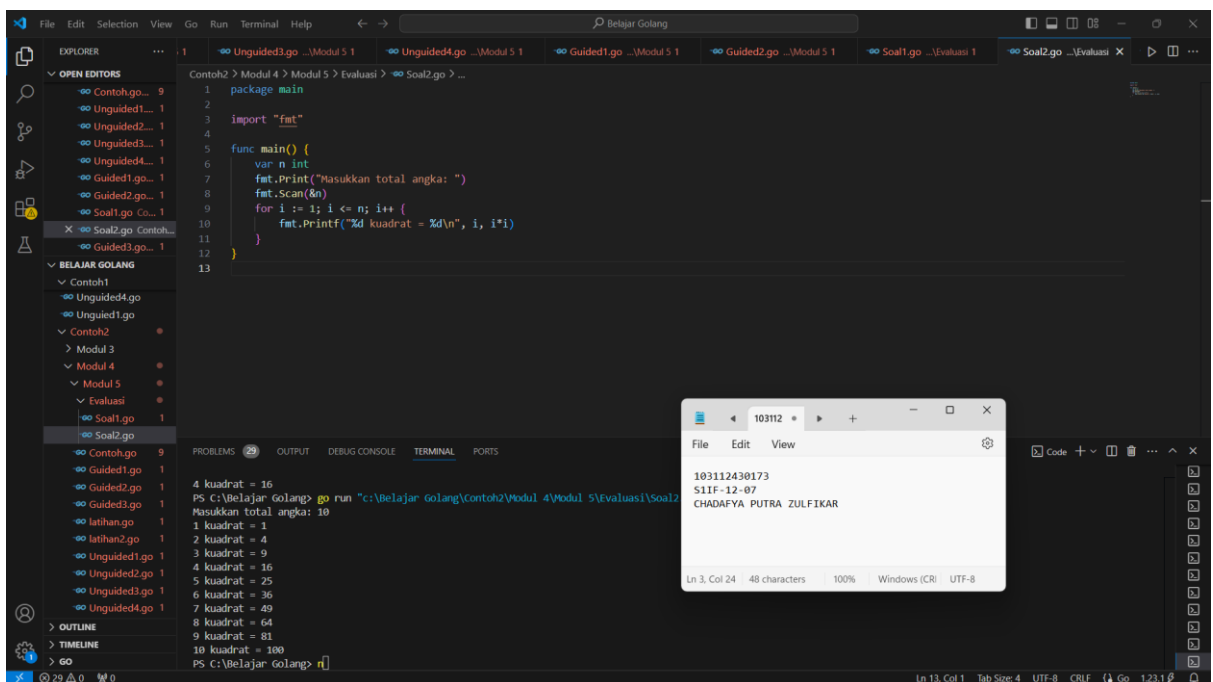 File Edit Selection View Go Run Terminal Help
Belajar Golang
EXPLORER
1 Unguided3.go ...\Modul 5 1 Unguided4.go ...\Modul 5 1 Guided1.go ...\Modul 5 1 Guided2.go ...\Modul 5 1 Soal1.go ...\Evaluasi 1 Soal2.go ...\Evaluasi
OPEN EDITORS
Contoh.go... 9
Unguided1.... 1
Unguided2.... 1
Unguided3.... 1
Unguided4.... 1
Guided1.go... 1
Guided2.go... 1
Soal1.go Co... 1
Soal2.go Contoh...
Guided3.go... 1
BELAJAR GOLANG
Contoh1
Unguided4.go
Unguied1.go
Contoh2
Modul 3
Modul 4
Modul 5
Evaluasi
Soal1.go 1
Soal2.go
Contoh.go 9
Guided1.go 1
Guided2.go 1
Guided3.go 1
latihan.go 1
latihan2.go 1
Unguided1.go 1
Unguided2.go 1
Unguided3.go 1
Unguided4.go 1
OUTLINE
TIMELINE
GO
Contoh2 > Modul 4 > Modul 5 > Evaluasi > Soal2.go > ...
1 package main
2
3 import "fmt"
4
5 func main() {
6 var n int
7 fmt.Print("Masukkan total angka: ")
8 fmt.Scan(&n)
9 for i := 1; i <= n; i++ {
10 fmt.Printf("%d kuadrat = %d\n", i, i*i)
11 }
12 }
13
PROBLEMS 29 OUTPUT DEBUG CONSOLE TERMINAL PORTS
Code
4 kuadrat = 16
PS C:\Belajar Golang> go run "c:\Belajar Golang\Contoh2\Modul 4\Modul 5\Evaluasi\Soal2
Masukkan total angka: 10
1 kuadrat = 1
2 kuadrat = 4
3 kuadrat = 9
4 kuadrat = 16
5 kuadrat = 25
6 kuadrat = 36
7 kuadrat = 49
8 kuadrat = 64
9 kuadrat = 81
10 kuadrat = 100
PS C:\Belajar Golang> n
103112
File Edit View
103112430173
S1IF-12-07
CHADAFYA PUTRA ZULFIKAR
Ln 3, Col 24 48 characters 100% Windows (CRI UTF-8
1
29 0 0
Ln 13, Col 1 Tab Size: 4 UTF-8 CRLF Go 1.23.1